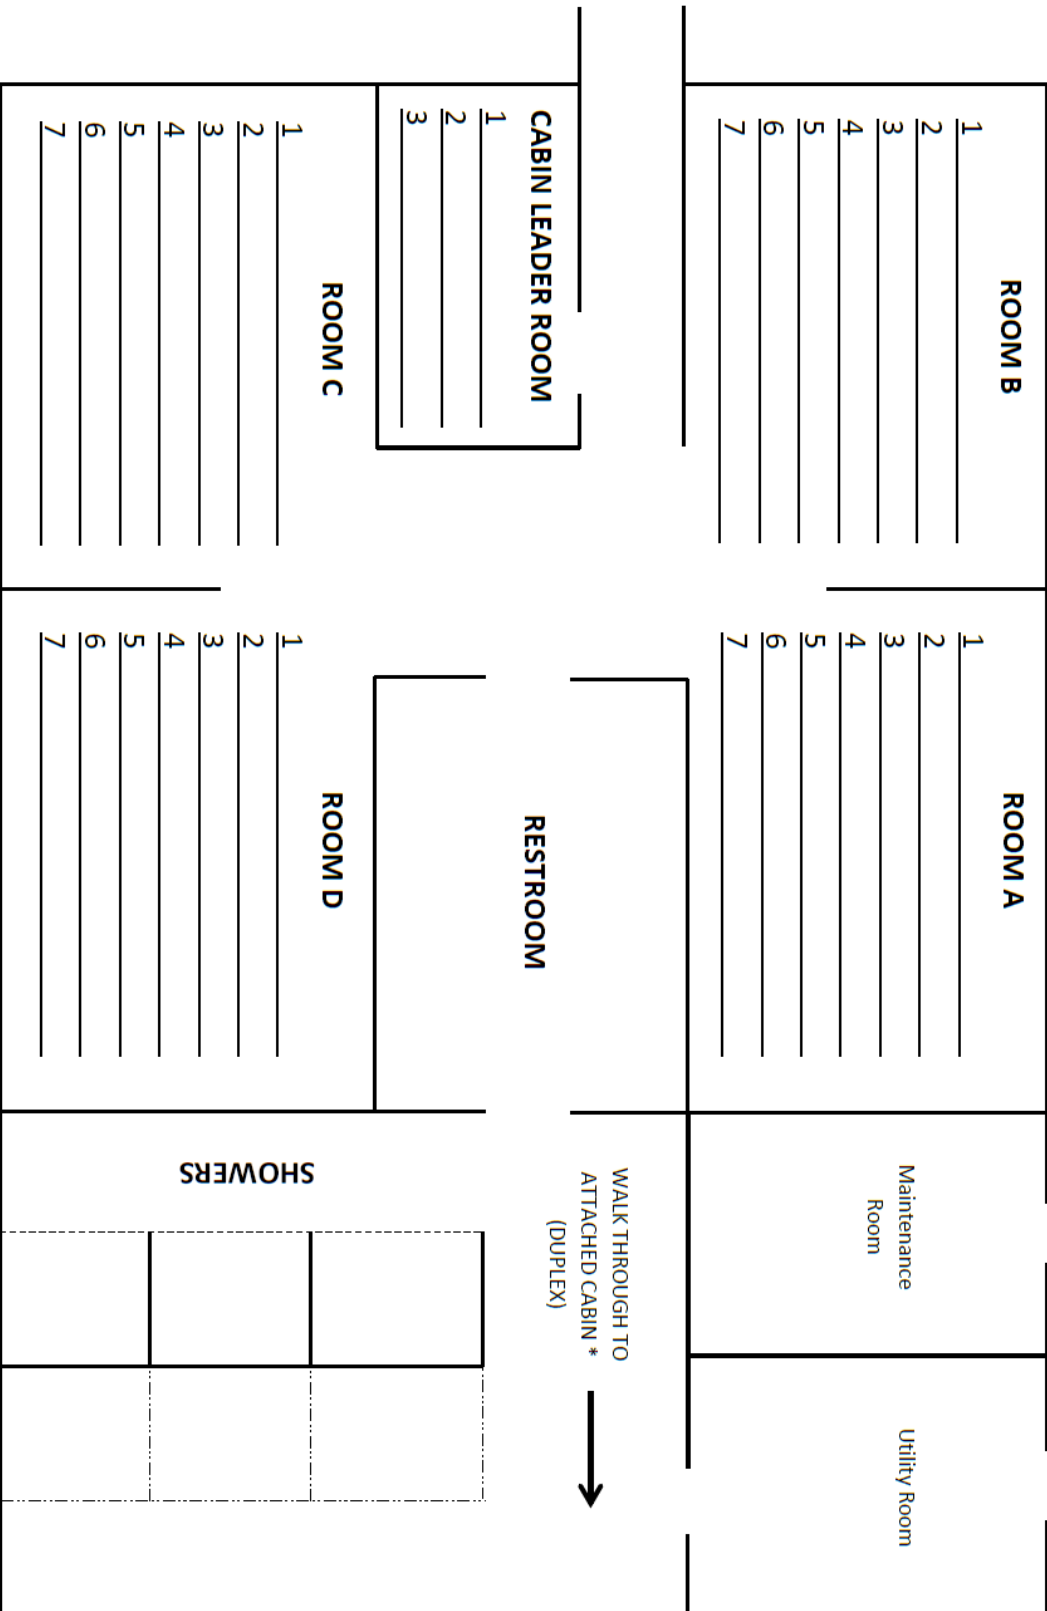 ROOM B
1
2
3
4
5
6
7
ROOM A
1
2
3
4
5
6
7
Maintenance
Room
Utility Room
CABIN LEADER ROOM
1
2
3
RESTROOM
WALK THROUGH TO
ATTACHED CABIN *
(DUPLEX)
ROOM C
1
2
3
4
5
6
7
ROOM D
1
2
3
4
5
6
7
SHOWERS